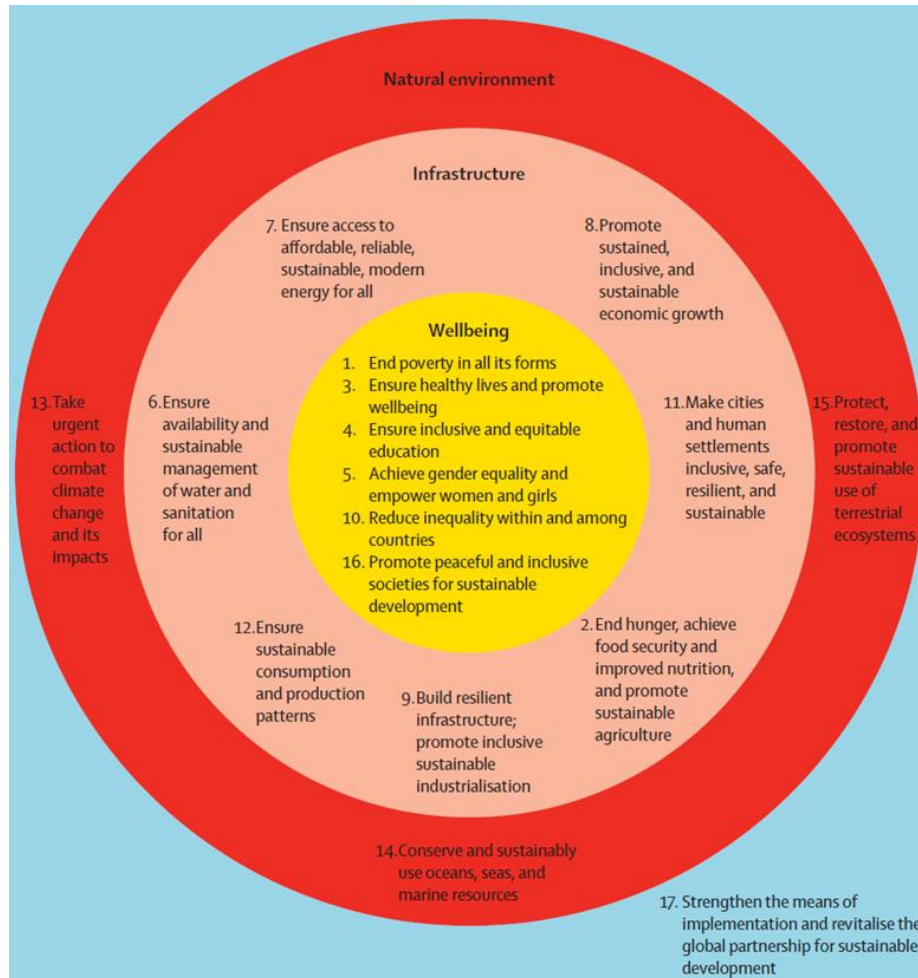 Natural environment
Infrastructure
7. Ensure access to
affordable, reliable,
sustainable, modern
energy for all
8. Promote
sustained,
inclusive, and
sustainable
economic growth
Wellbeing
1. End poverty in all its forms
3. Ensure healthy lives and promote
wellbeing
4. Ensure inclusive and equitable
education
5. Achieve gender equality and
empower women and girls
10. Reduce inequality within and among
countries
16. Promote peaceful and inclusive
societies for sustainable
development
13. Take
urgent
action to
combat
climate
change
and its
impacts
6. Ensure
availability and
sustainable
management
of water and
sanitation
for all
11. Make cities
and human
settlements
inclusive, safe,
resilient, and
sustainable
15. Protect,
restore, and
promote
sustainable
use of
terrestrial
ecosystems
12. Ensure
sustainable
consumption
and production
patterns
9. Build resilient
infrastructure;
promote inclusive
sustainable
industrialisation
2. End hunger, achieve
food security and
improved nutrition,
and promote
sustainable
agriculture
14. Conserve and sustainably
use oceans, seas, and
marine resources
17. Strengthen the means of
implementation and revitalise the
global partnership for sustainable
development